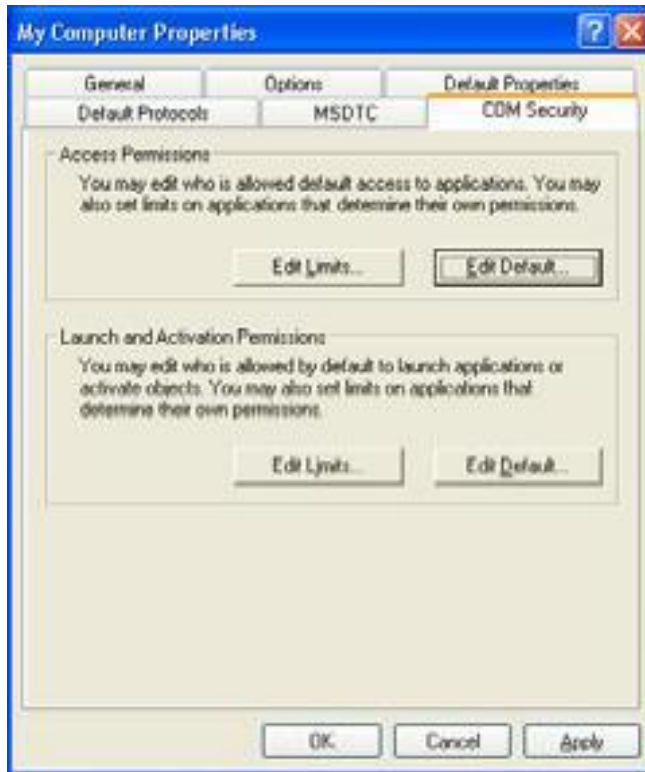 My Computer Properties
General Options Default Properties
Default Protocols MSDTC COM Security
Access Permissions
You may edit who is allowed default access to applications. You may
also set limits on applications that determine their own permissions.
Edit Limits... Edit Default...
Launch and Activation Permissions
You may edit who is allowed by default to launch applications or
activate objects. You may also set limits on applications that
determine their own permissions.
Edit Limits... Edit Default...
OK Cancel Apply